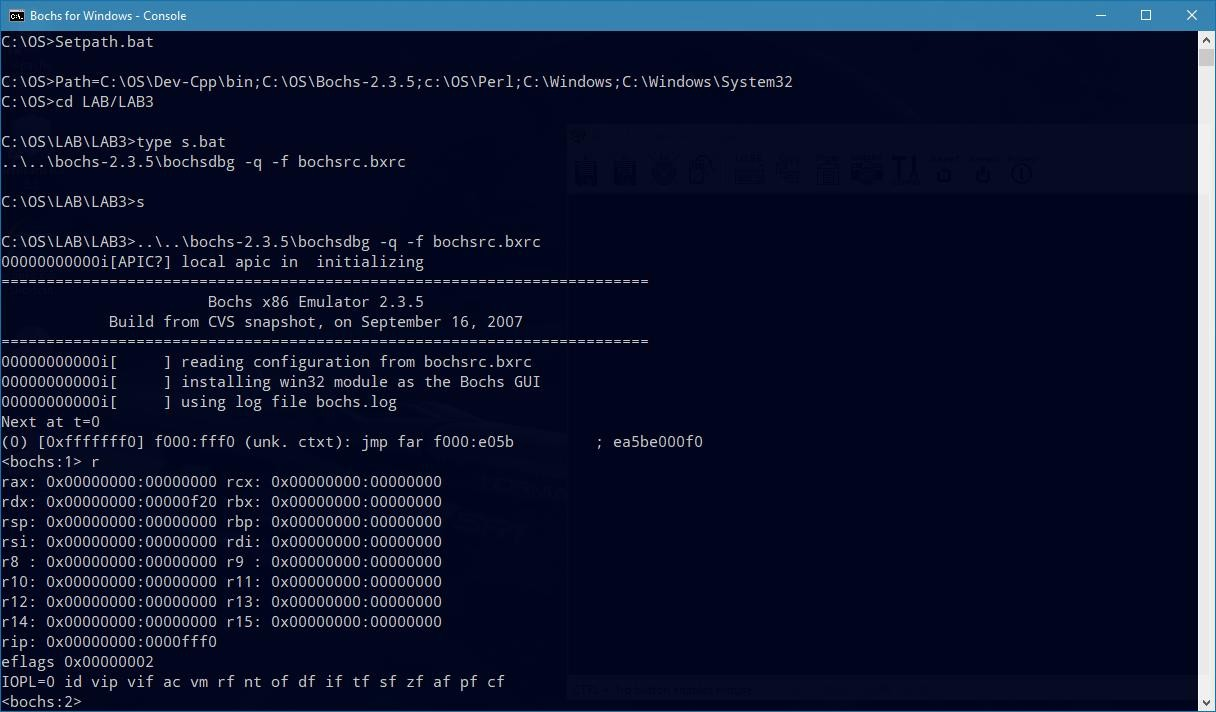 Bochs for Windows - Console
C:\OS>Setpath.bat
C:\OS>Path=C:\OS\Dev-Cpp\bin;C:\OS\Bochs-2.3.5;c:\OS\Perl;C:\Windows;C:\Windows\System32
C:\OS>cd LAB/LAB3
C:\OS\LAB\LAB3>type s.bat
..\..\bochs-2.3.5\bochsdbg -q -f bochsrc.bxrc
C:\OS\LAB\LAB3>s
C:\OS\LAB\LAB3>..\..\bochs-2.3.5\bochsdbg -q -f bochsrc.bxrc
00000000000i[APIC?] local apic in  initializing
========================================================================
Bochs x86 Emulator 2.3.5
Build from CVS snapshot, on September 16, 2007
========================================================================
00000000000i[     ] reading configuration from bochsrc.bxrc
00000000000i[     ] installing win32 module as the Bochs GUI
00000000000i[     ] using log file bochs.log
Next at t=0
(0) [0xfffffff0] f000:fff0 (unk. ctxt): jmp far f000:e05b         ; ea5be000f0
<bochs:1> r
rax: 0x00000000:00000000 rcx: 0x00000000:00000000
rdx: 0x00000000:00000f20 rbx: 0x00000000:00000000
rsp: 0x00000000:00000000 rbp: 0x00000000:00000000
rsi: 0x00000000:00000000 rdi: 0x00000000:00000000
r8 : 0x00000000:00000000 r9 : 0x00000000:00000000
r10: 0x00000000:00000000 r11: 0x00000000:00000000
r12: 0x00000000:00000000 r13: 0x00000000:00000000
r14: 0x00000000:00000000 r15: 0x00000000:00000000
rip: 0x00000000:0000fff0
eflags 0x00000002
IOPL=0 id vip vif ac vm rf nt of df if tf sf zf af pf cf
<bochs:2>